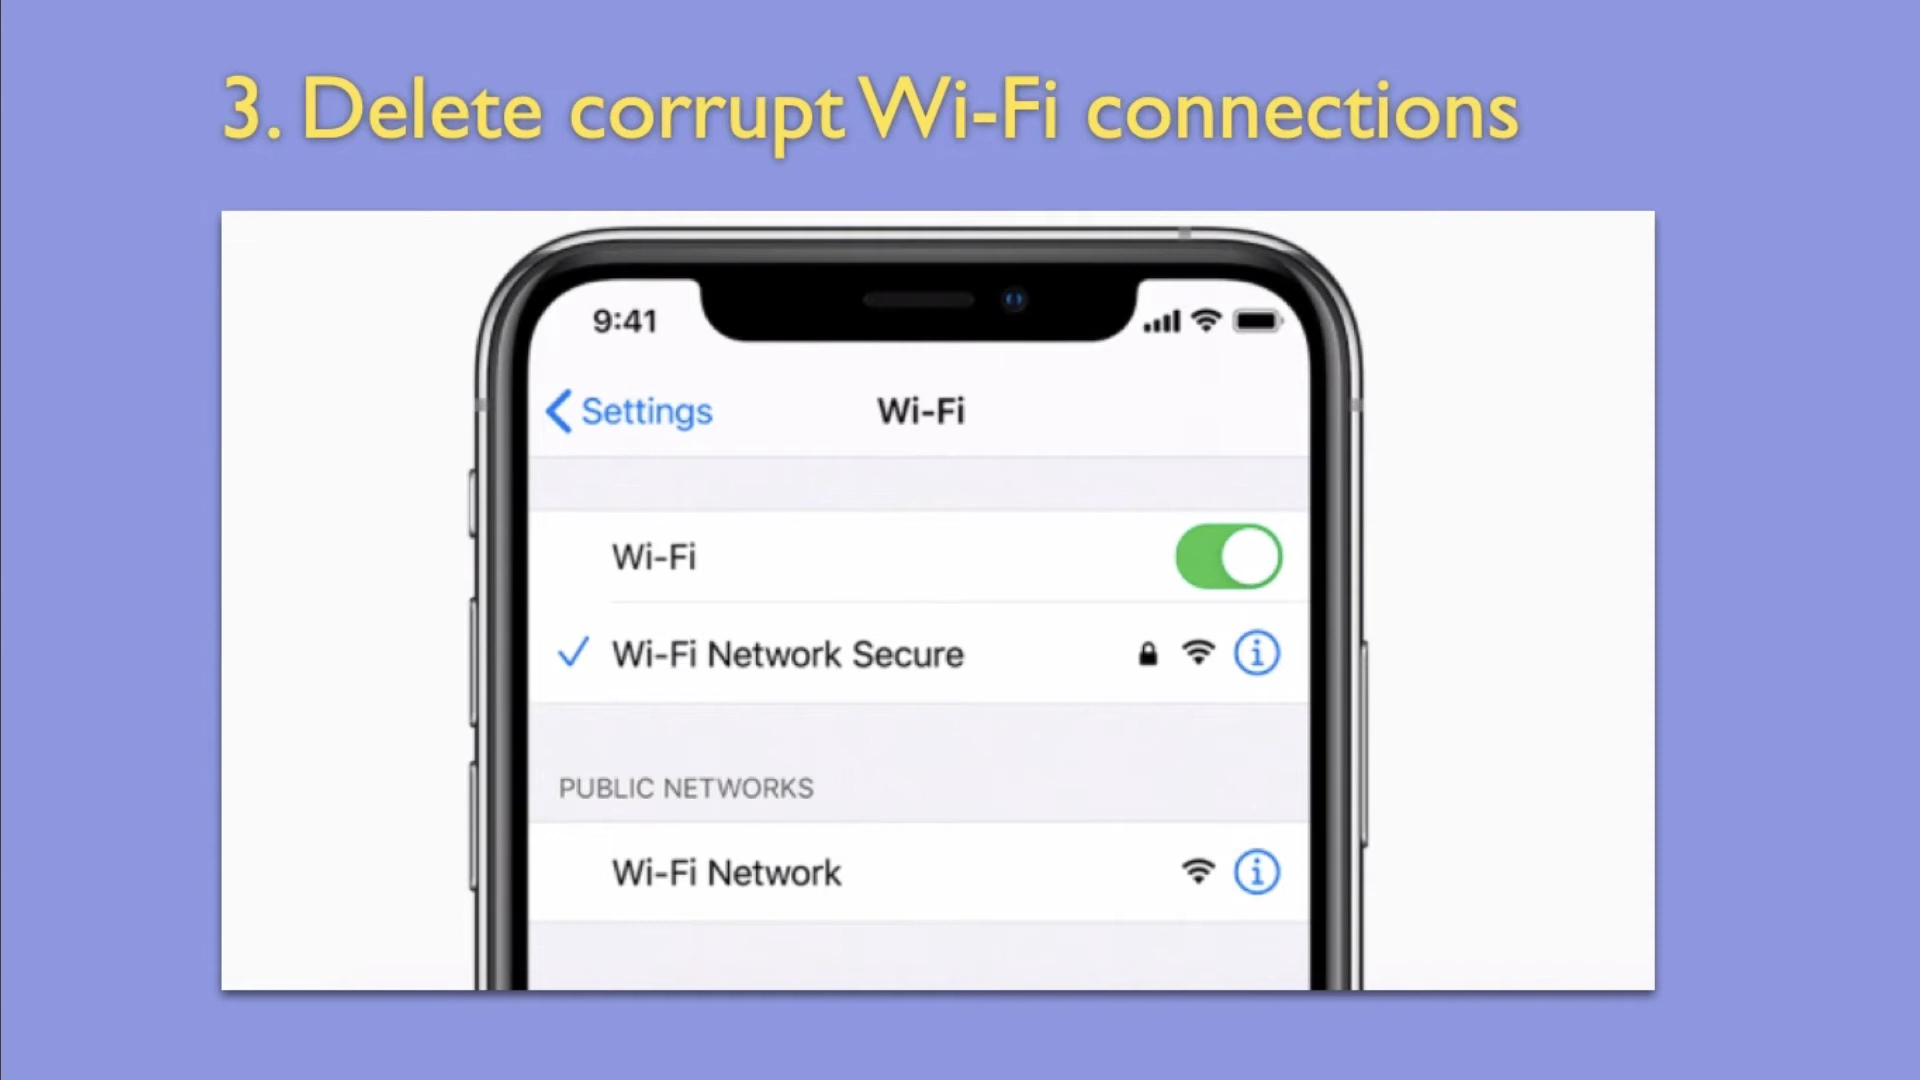 3. Delete corrupt Wi-Fi connections
9:41
Settings
Wi-Fi
Wi-Fi
Wi-Fi Network Secure
PUBLIC NETWORKS
Wi-Fi Network